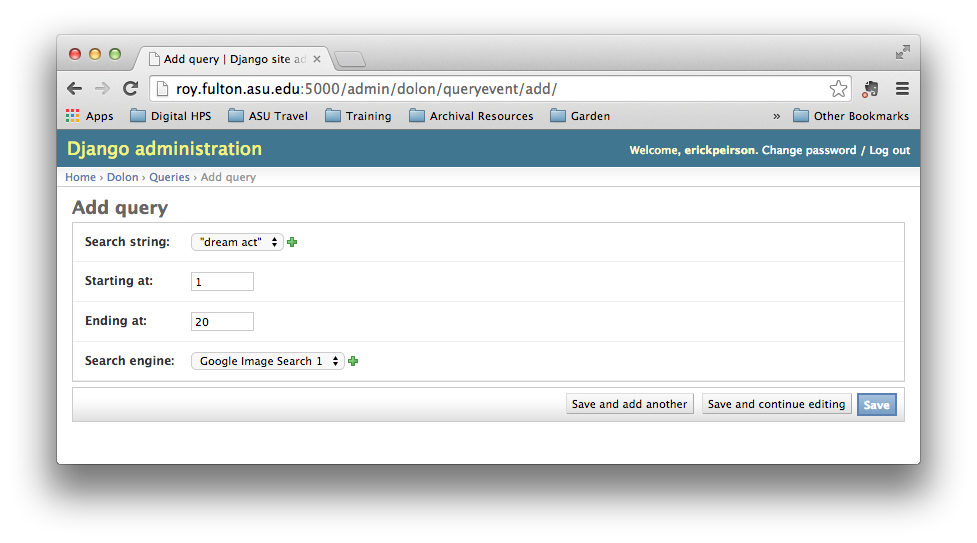 Add query | Django site ad
roy.fulton.asu.edu:5000/admin/dolon/queryevent/add/
Apps Digital HPS ASU Travel Training Archival Resources Garden » Other Bookmarks
Django administration Welcome, erickpeirson. Change password / Log out
Home › Dolon › Queries › Add query
Add query
Search string: "dream act"
Starting at: 1
Ending at: 20
Search engine: Google Image Search 1
Save and add another Save and continue editing Save